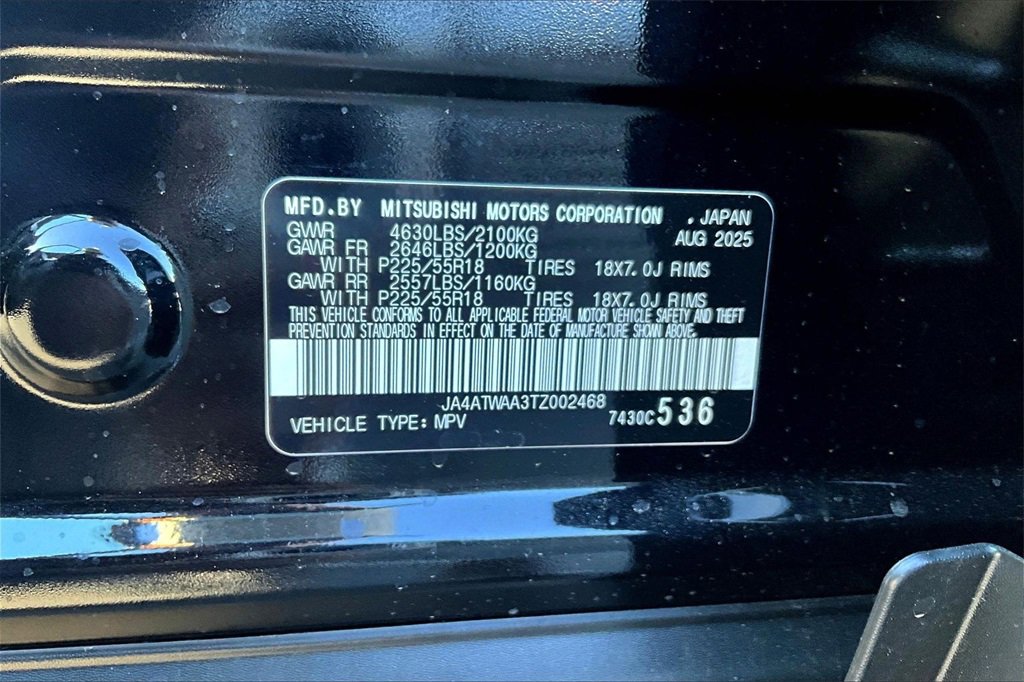 MFD.BY MITSUBISHI MOTORS CORPORATION , JAPAN
GVWR 4630LBS/2100KG AUG 2025
GAWR FR 2646LBS/1200KG
WITH P225/55R18 TIRES 18X7.0J RIMS
GAWR RR 2557LBS/1160KG
WITH P225/55R18 TIRES 18X7.0J RIMS
THIS VEHICLE CONFORMS TO ALL APPLICABLE FEDERAL MOTOR VEHICLE SAFETY AND THEFT
PREVENTION STANDARDS IN EFFECT ON THE DATE OF MANUFACTURE SHOWN ABOVE.
JA4ATWAA3TZ002468
VEHICLE TYPE: MPV 7430C 536